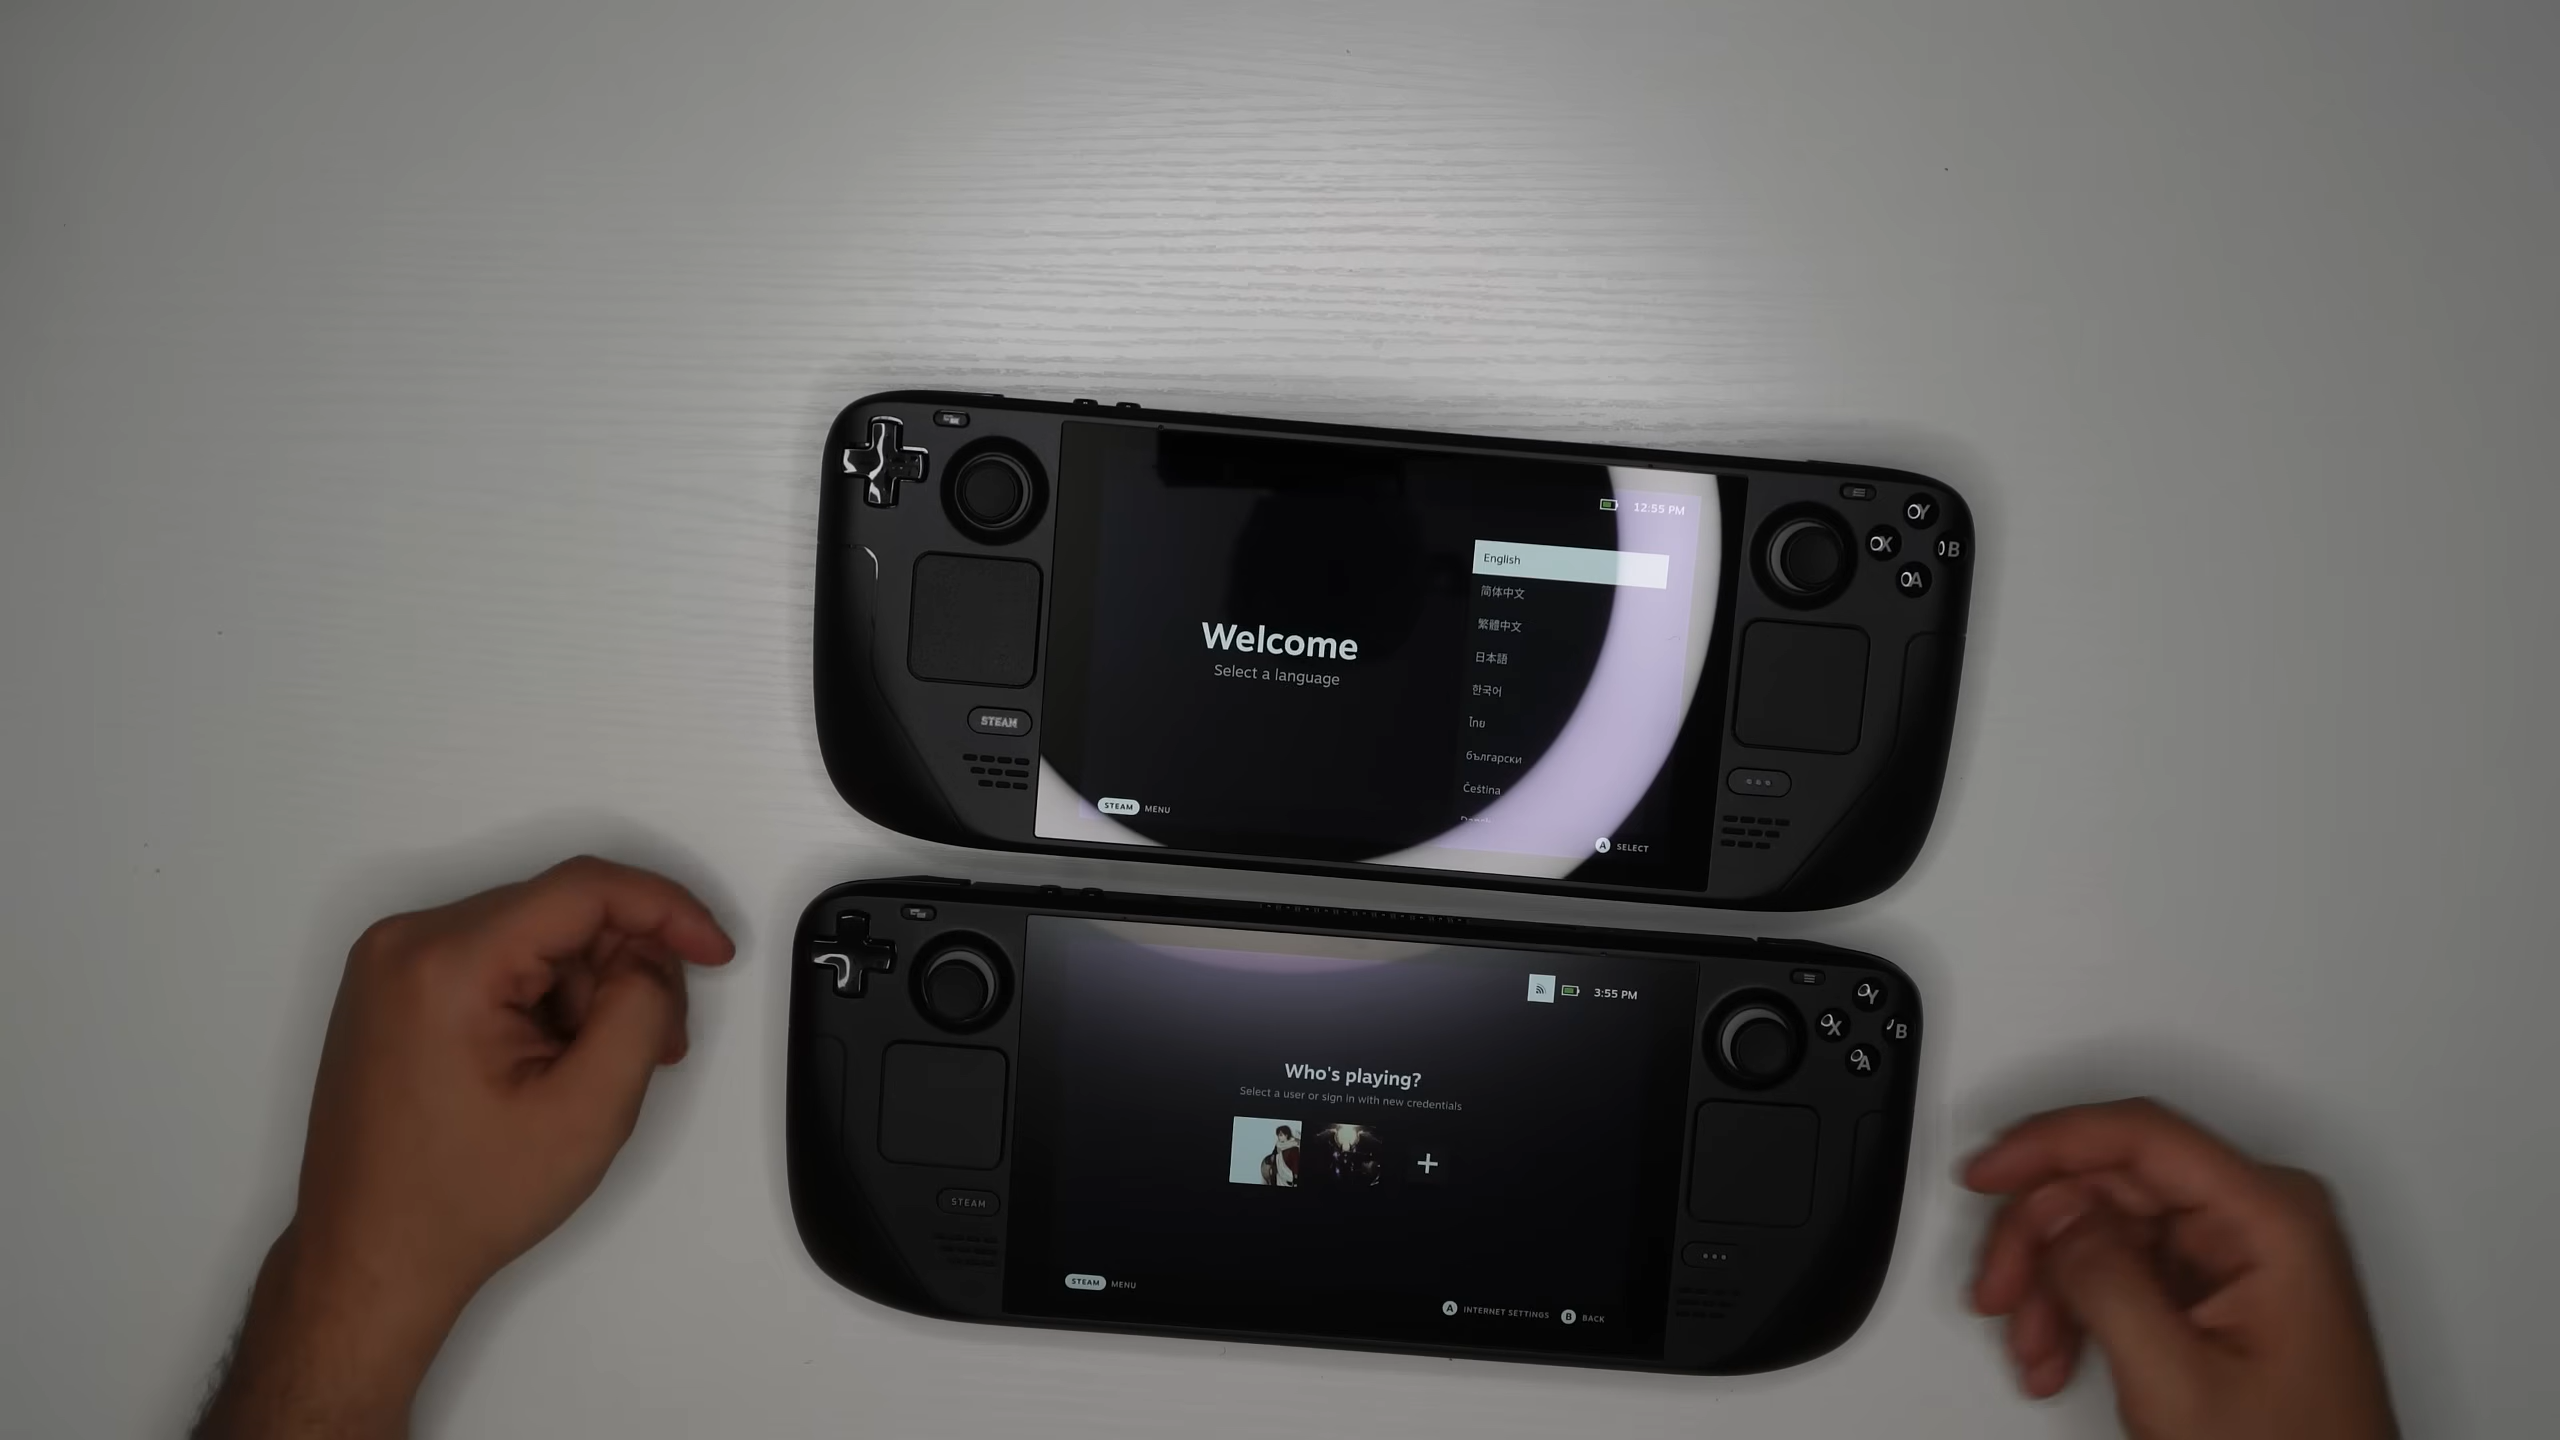 12:55 PM
English
简体中文
繁體中文
日本語
한국어
ไทย
български
Čeština
Welcome
Select a language
STEAM
STEAM MENU
A SELECT
Y
X
B
A
3:55 PM
Who's playing?
Select a user or sign in with new credentials
STEAM
STEAM MENU
A INTERNET SETTINGS B BACK
Y
X
B
A